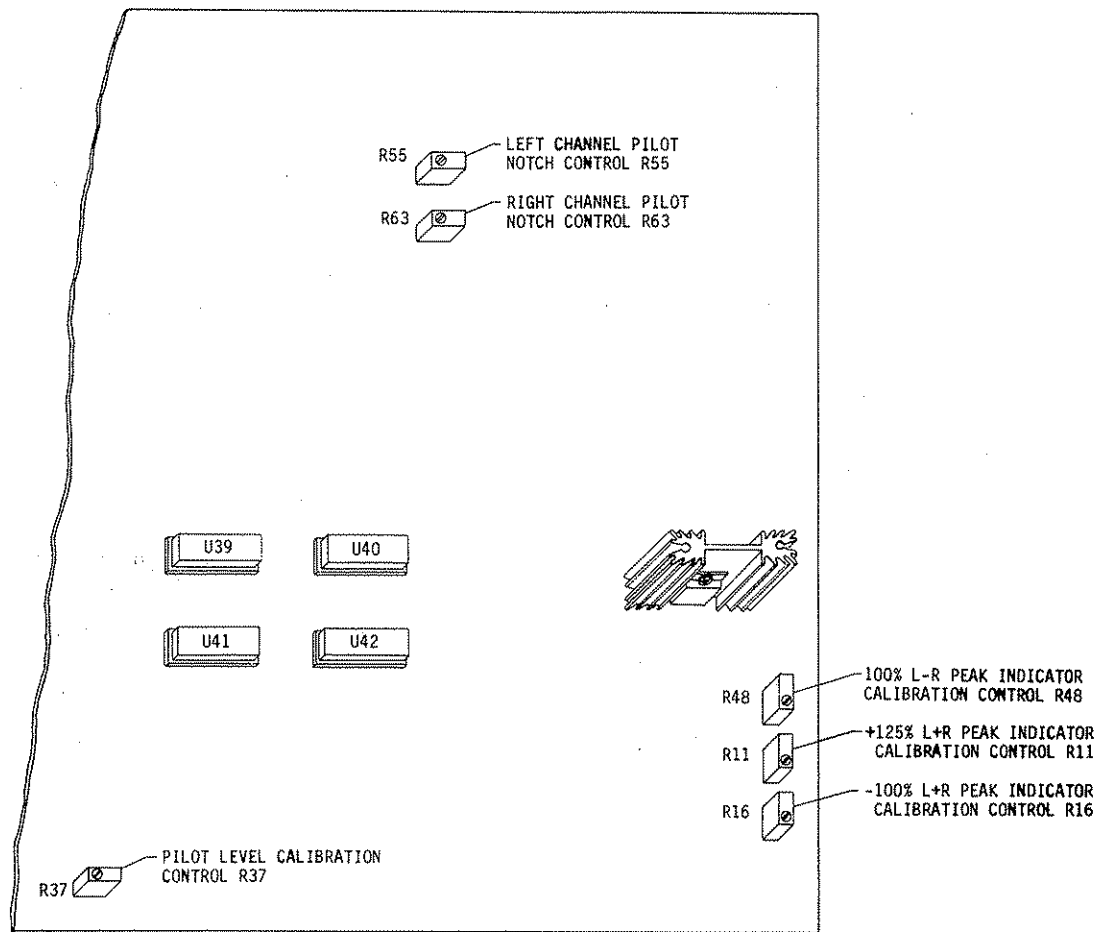 R55
LEFT CHANNEL PILOT
NOTCH CONTROL R55
R63
RIGHT CHANNEL PILOT
NOTCH CONTROL R63
U39
U40
U41
U42
R48
100% L-R PEAK INDICATOR
CALIBRATION CONTROL R48
R11
+125% L+R PEAK INDICATOR
CALIBRATION CONTROL R11
R16
-100% L+R PEAK INDICATOR
CALIBRATION CONTROL R16
R37
PILOT LEVEL CALIBRATION
CONTROL R37